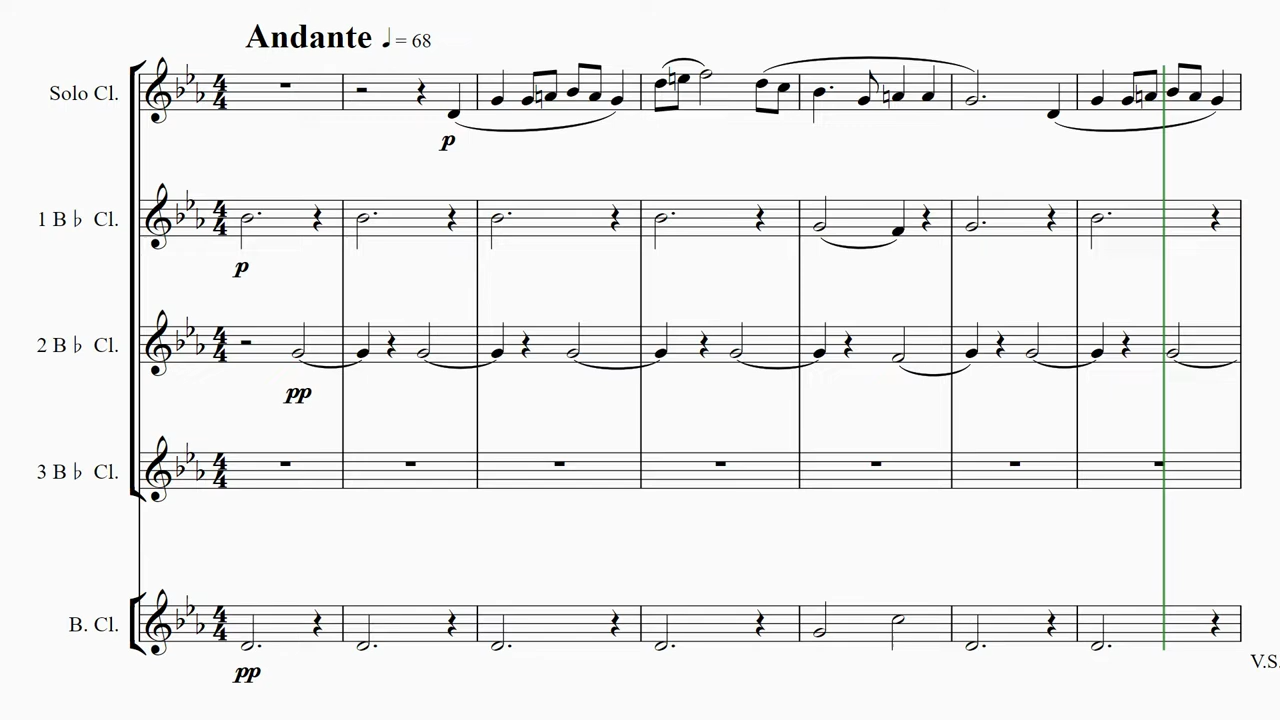 Andante ♩= 68
Solo Cl.
p
1 B♭ Cl.
p
2 B♭ Cl.
pp
3 B♭ Cl.
B. Cl.
V.S.
pp